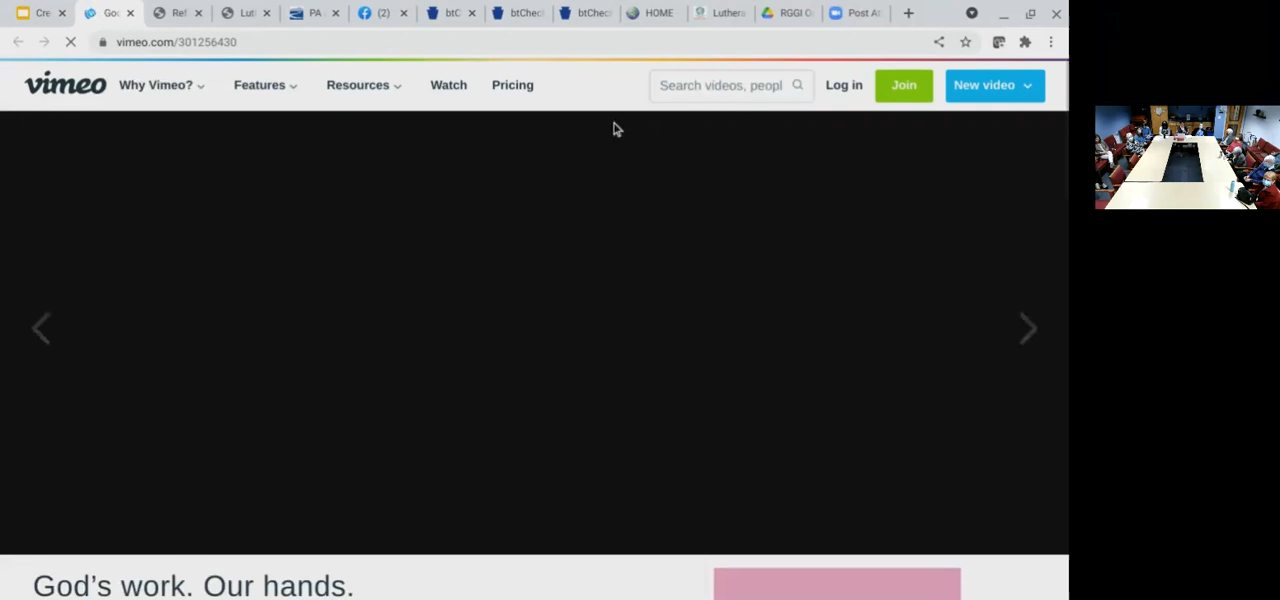 Cre Goo Ref Lut PA (2) btC btChec btChec HOME Luthera RGGI O Post At
vimeo.com/301256430
vimeo Why Vimeo? Features Resources Watch Pricing Search videos, peopl Log in Join New video
God's work. Our hands.